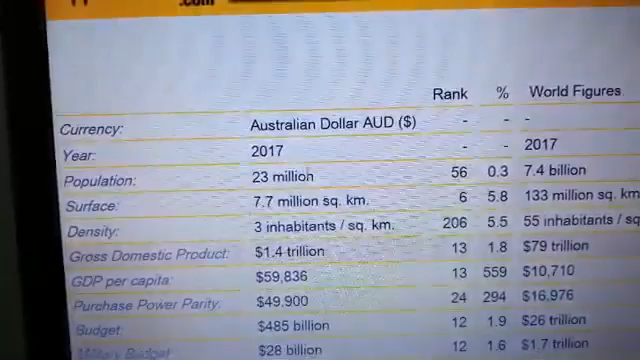 .com
Rank % World Figures
Currency: Australian Dollar AUD ($) - - -
Year: 2017 - - 2017
Population: 23 million 56 0.3 7.4 billion
Surface: 7.7 million sq. km. 6 5.8 133 million sq. km
Density: 3 inhabitants / sq. km. 206 5.5 55 inhabitants / sq
Gross Domestic Product: $1.4 trillion 13 1.8 $79 trillion
GDP per capita: $59,836 13 559 $10,710
Purchase Power Parity: $49,900 24 294 $16,976
Budget: $485 billion 12 1.9 $26 trillion
Military Budget: $28 billion 12 1.6 $1.7 trillion